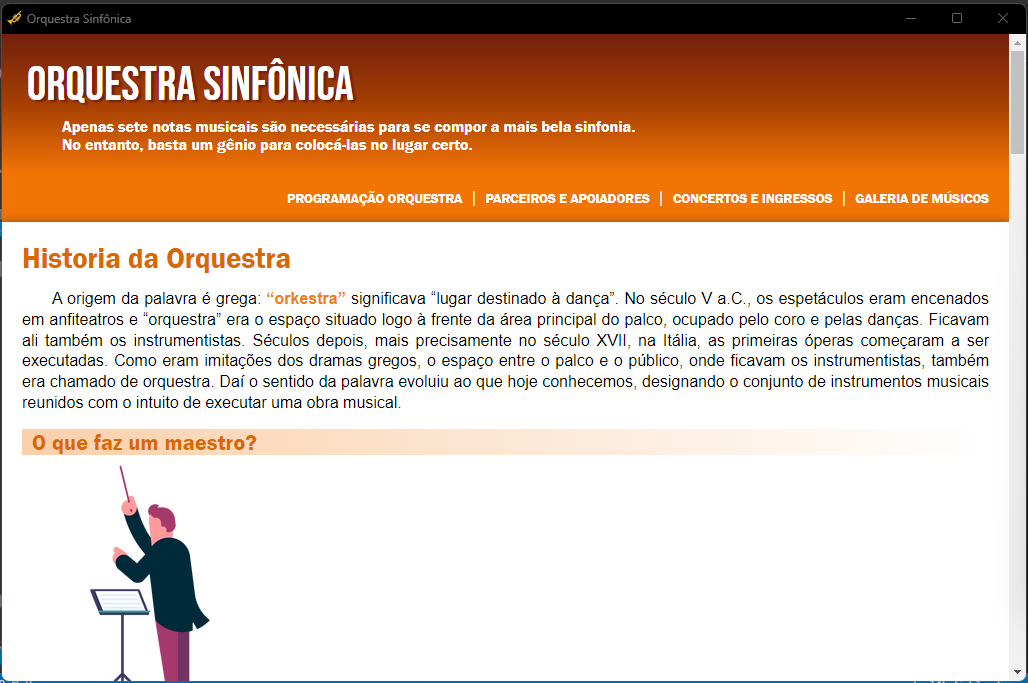 Orquestra Sinfônica
ORQUESTRA SINFÔNICA
Apenas sete notas musicais são necessárias para se compor a mais bela sinfonia.
No entanto, basta um gênio para colocá-las no lugar certo.
PROGRAMAÇÃO ORQUESTRA | PARCEIROS E APOIADORES | CONCERTOS E INGRESSOS | GALERIA DE MÚSICOS
Historia da Orquestra
A origem da palavra é grega: “orkestra” significava “lugar destinado à dança”. No século V a.C., os espetáculos eram encenados
em anfiteatros e “orquestra” era o espaço situado logo à frente da área principal do palco, ocupado pelo coro e pelas danças. Ficavam
ali também os instrumentistas. Séculos depois, mais precisamente no século XVII, na Itália, as primeiras óperas começaram a ser
executadas. Como eram imitações dos dramas gregos, o espaço entre o palco e o público, onde ficavam os instrumentistas, também
era chamado de orquestra. Daí o sentido da palavra evoluiu ao que hoje conhecemos, designando o conjunto de instrumentos musicais
reunidos com o intuito de executar uma obra musical.
O que faz um maestro?